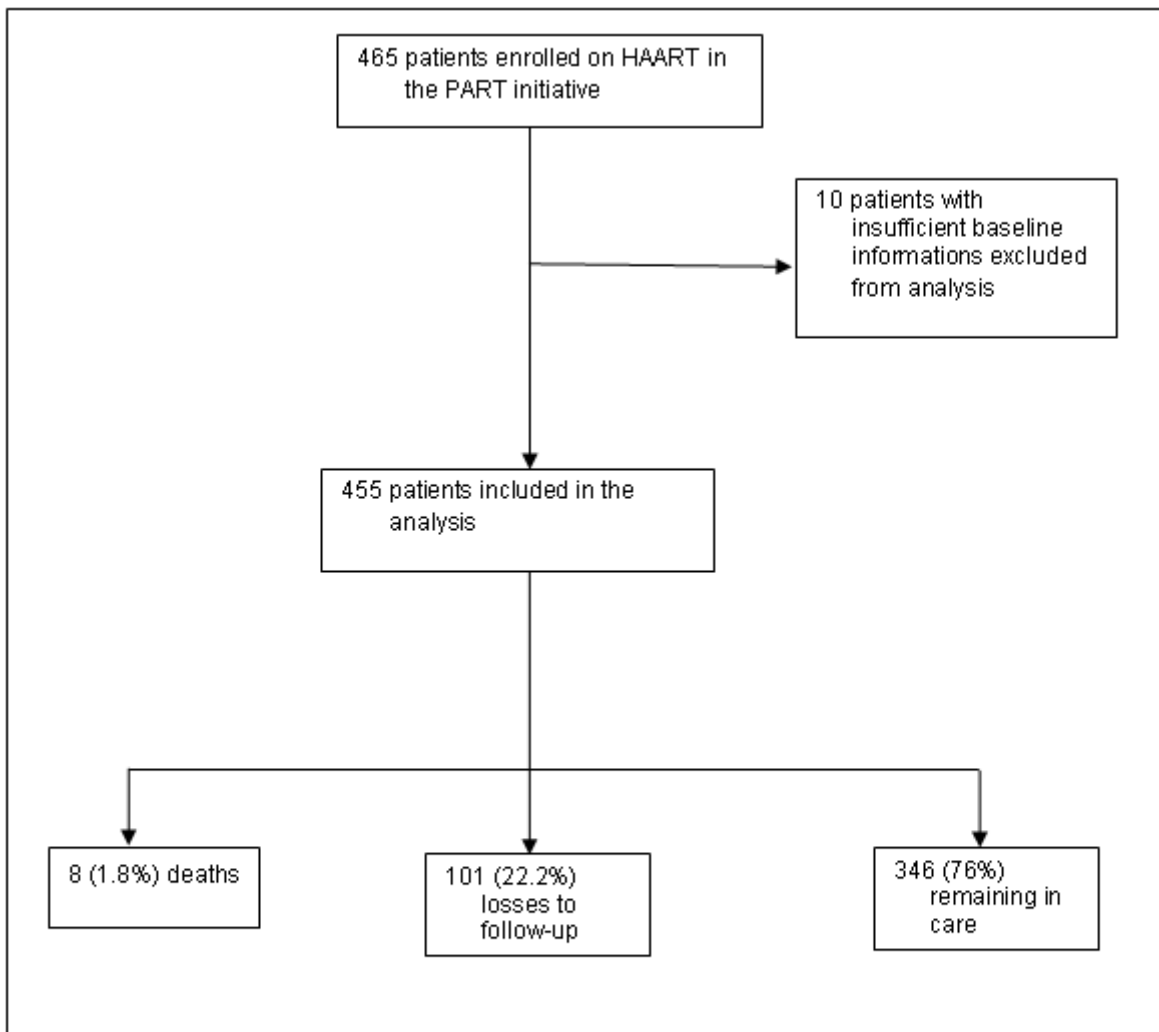 465 patients enrolled on HAART in
the PART initiative
10 patients with
insufficient baseline
informations excluded
from analysis
455 patients included in the
analysis
8 (1.8%) deaths
101 (22.2%)
losses to
follow-up
346 (76%)
remaining in
care